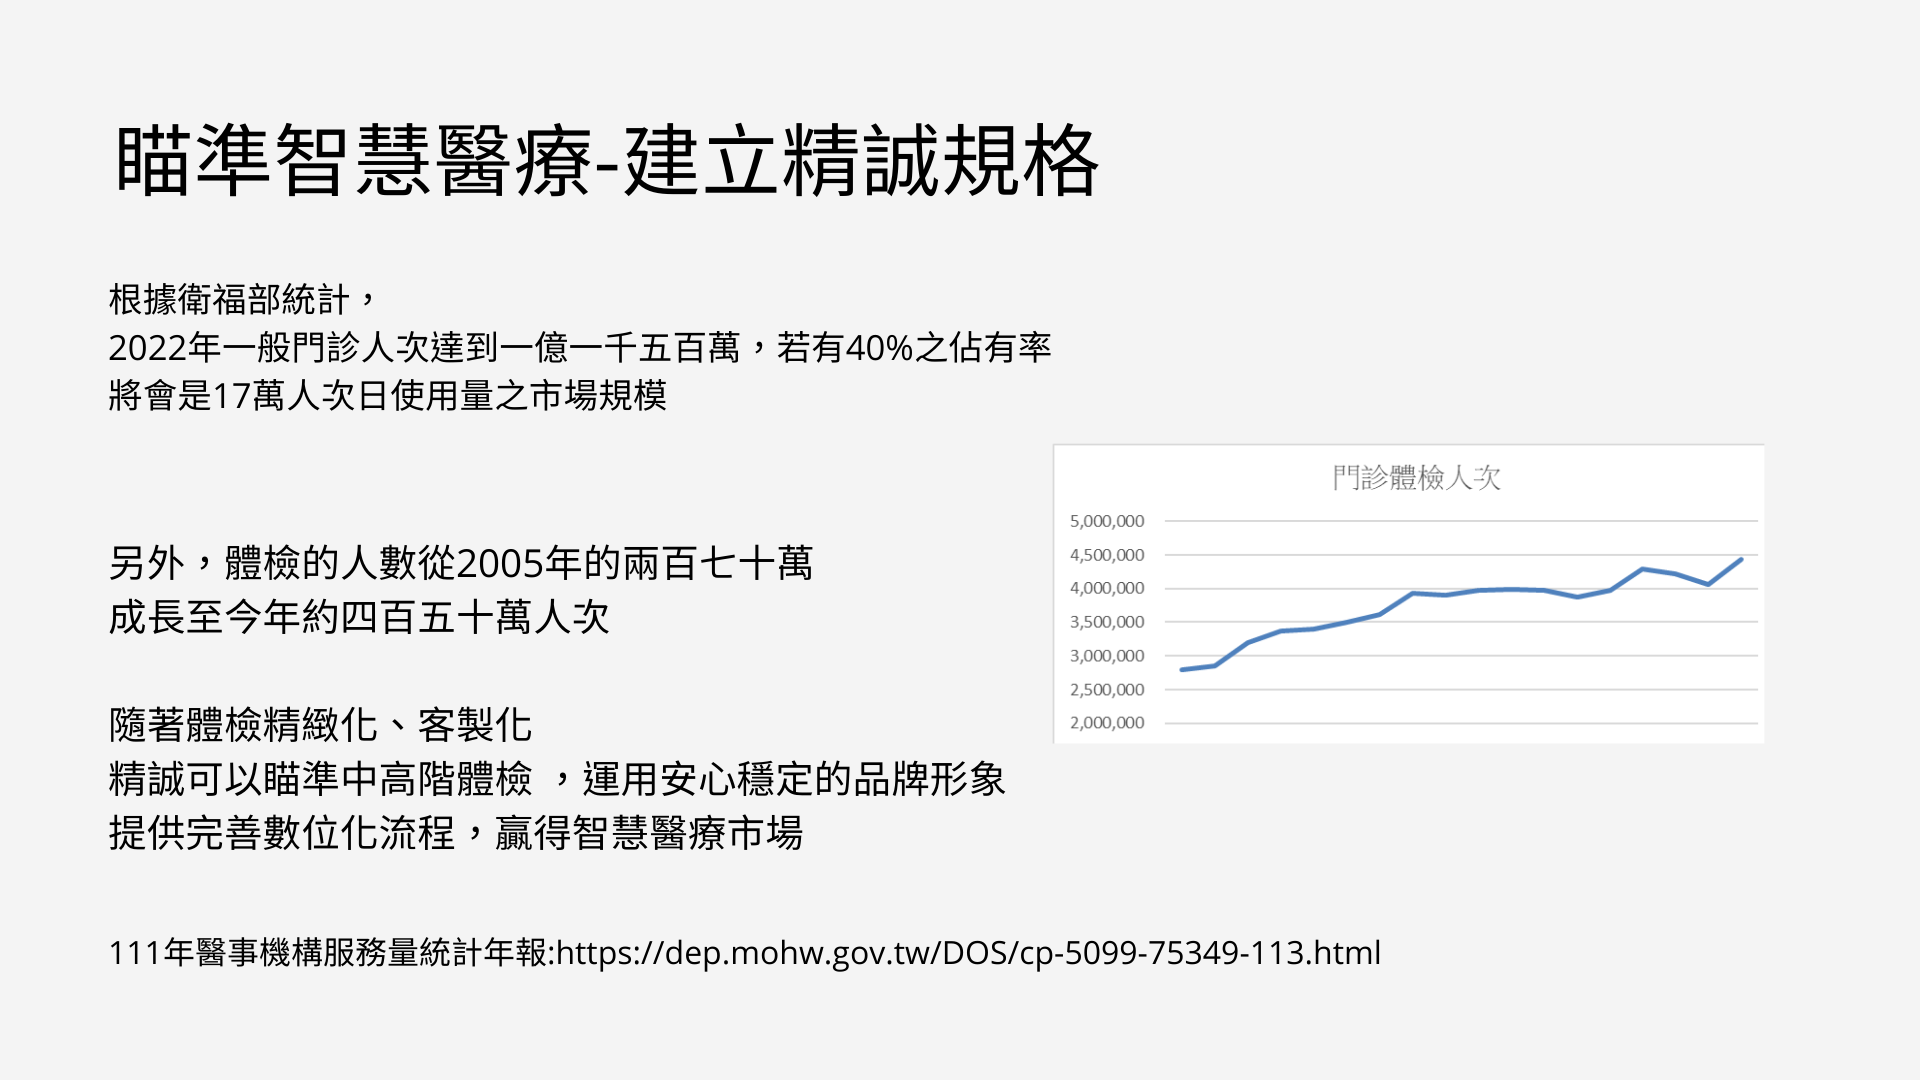 瞄準智慧醫療-建立精誠規格
根據衛福部統計，
2022年一般門診人次達到一億一千五百萬，若有40%之佔有率
將會是17萬人次日使用量之市場規模
門診體檢人次
5,000,000
4,500,000
4,000,000
3,500,000
3,000,000
2,500,000
2,000,000
另外，體檢的人數從2005年的兩百七十萬
成長至今年約四百五十萬人次
隨著體檢精緻化、客製化
精誠可以瞄準中高階體檢 ，運用安心穩定的品牌形象
提供完善數位化流程，贏得智慧醫療市場
111年醫事機構服務量統計年報:https://dep.mohw.gov.tw/DOS/cp-5099-75349-113.html